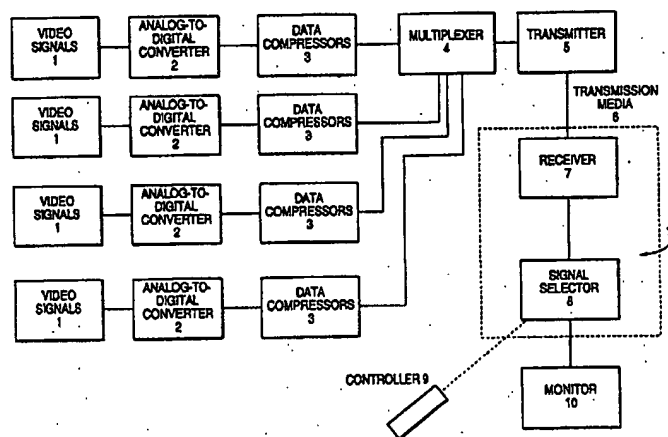 VIDEO
SIGNALS
1
ANALOG-TO-
DIGITAL
CONVERTER
2
DATA
COMPRESSORS
3
MULTIPLEXER
4
TRANSMITTER
5
VIDEO
SIGNALS
1
ANALOG-TO-
DIGITAL
CONVERTER
2
DATA
COMPRESSORS
3
TRANSMISSION
MEDIA
6
RECEIVER
7
VIDEO
SIGNALS
1
ANALOG-TO-
DIGITAL
CONVERTER
2
DATA
COMPRESSORS
3
VIDEO
SIGNALS
1
ANALOG-TO-
DIGITAL
CONVERTER
2
DATA
COMPRESSORS
3
SIGNAL
SELECTOR
8
CONTROLLER 9
MONITOR
10